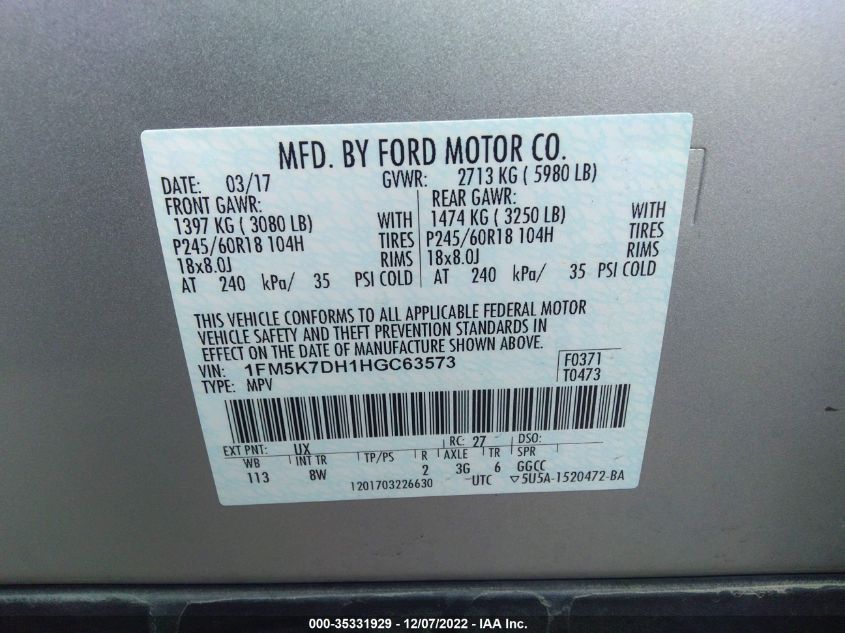 MFD. BY FORD MOTOR CO.
DATE: 03/17 GVWR: 2713 KG ( 5980 LB)
FRONT GAWR: REAR GAWR:
1397 KG ( 3080 LB) WITH 1474 KG ( 3250 LB) WITH
P245/60R18 104H TIRES P245/60R18 104H TIRES
18x8.0J RIMS 18x8.0J RIMS
AT 240 kPa/ 35 PSI COLD AT 240 kPa/ 35 PSI COLD
THIS VEHICLE CONFORMS TO ALL APPLICABLE FEDERAL MOTOR
VEHICLE SAFETY AND THEFT PREVENTION STANDARDS IN
EFFECT ON THE DATE OF MANUFACTURE SHOWN ABOVE.
VIN: 1FM5K7DH1HGC63573 F0371
TYPE: MPV T0473
EXT PNT: UX RC: 27 DSO:
WB INT TR TP/PS R AXLE TR SPR
113 8W 2 3G 6 GGCC
1201703226630 UTC ▽5U5A-1520472-BA
000-35331929 - 12/07/2022 - IAA Inc.